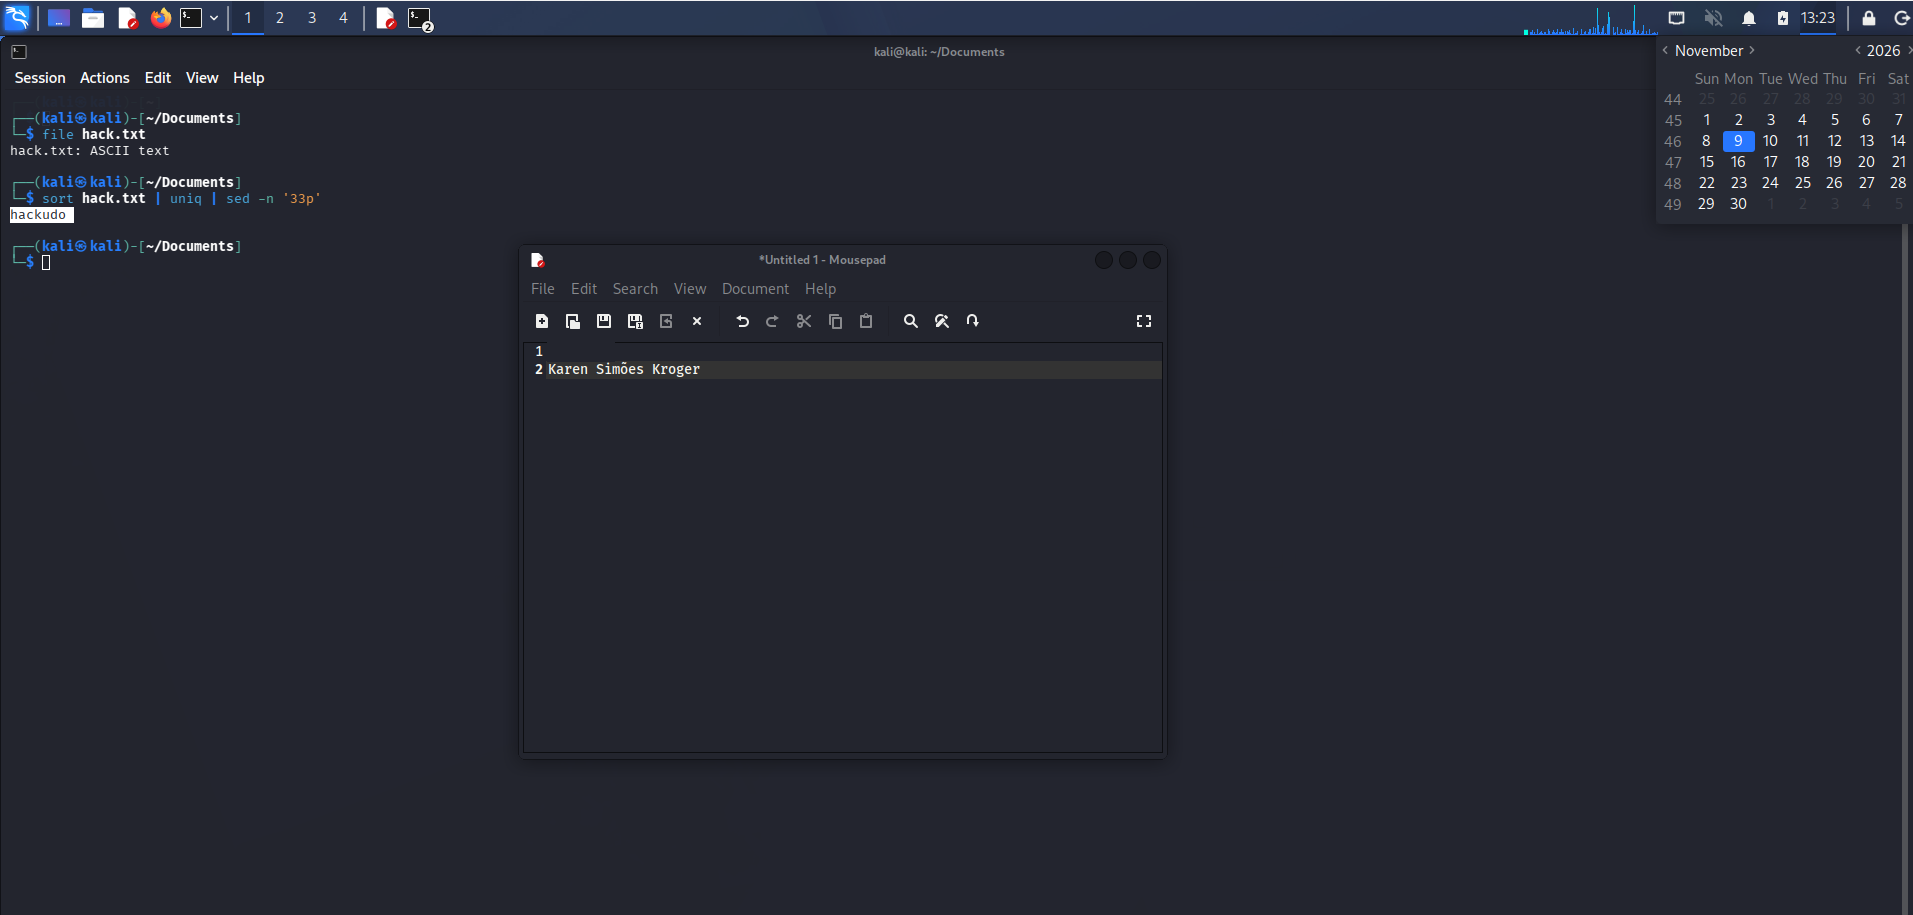 1 2 3 4 2 13:23
kali@kali: ~/Documents
Session Actions Edit View Help
┌──(kali㉿kali)-[~/Documents]
└─$ file hack.txt
hack.txt: ASCII text
┌──(kali㉿kali)-[~/Documents]
└─$ sort hack.txt | uniq | sed -n '33p'
hackudo
┌──(kali㉿kali)-[~/Documents]
└─$
*Untitled 1 - Mousepad
File Edit Search View Document Help
1
2 Karen Simões Kroger
November 2026
Sun Mon Tue Wed Thu Fri Sat
44 25 26 27 28 29 30 31
45 1 2 3 4 5 6 7
46 8 9 10 11 12 13 14
47 15 16 17 18 19 20 21
48 22 23 24 25 26 27 28
49 29 30 1 2 3 4 5